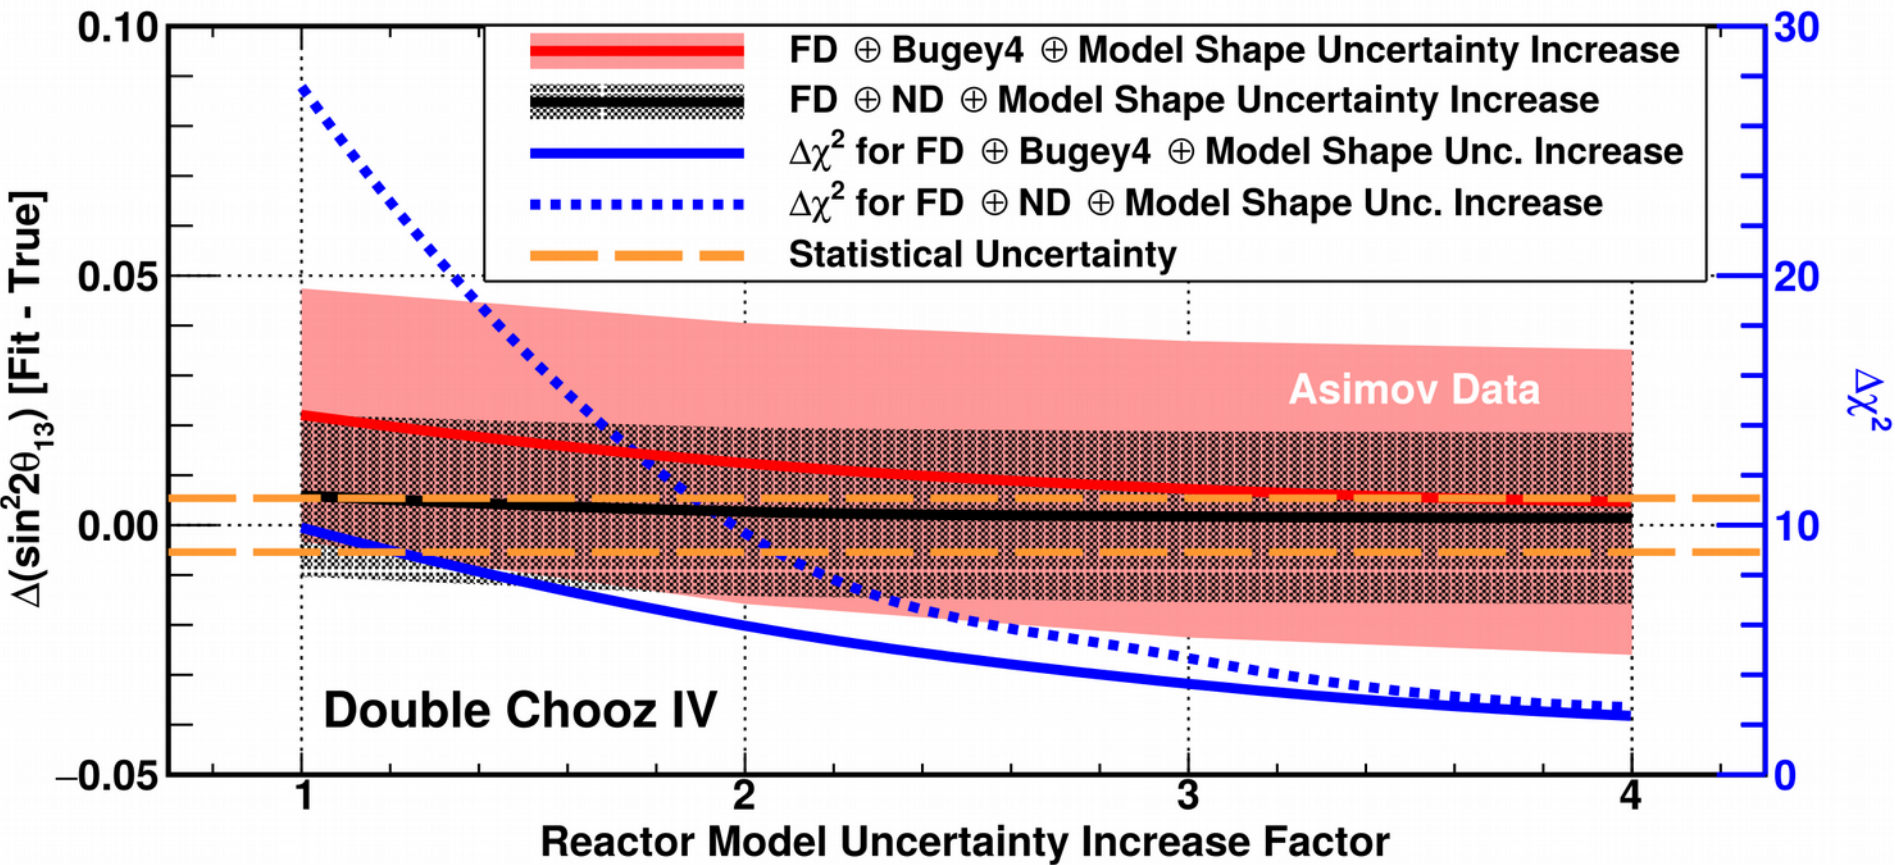 0.10
0.05
0.00
−0.05
Δ(sin²2θ₁₃) [Fit - True]
FD ⊕ Bugey4 ⊕ Model Shape Uncertainty Increase
FD ⊕ ND ⊕ Model Shape Uncertainty Increase
Δχ² for FD ⊕ Bugey4 ⊕ Model Shape Unc. Increase
Δχ² for FD ⊕ ND ⊕ Model Shape Unc. Increase
Statistical Uncertainty
Asimov Data
Double Chooz IV
30
20
10
0
Δχ²
1 2 3 4
Reactor Model Uncertainty Increase Factor